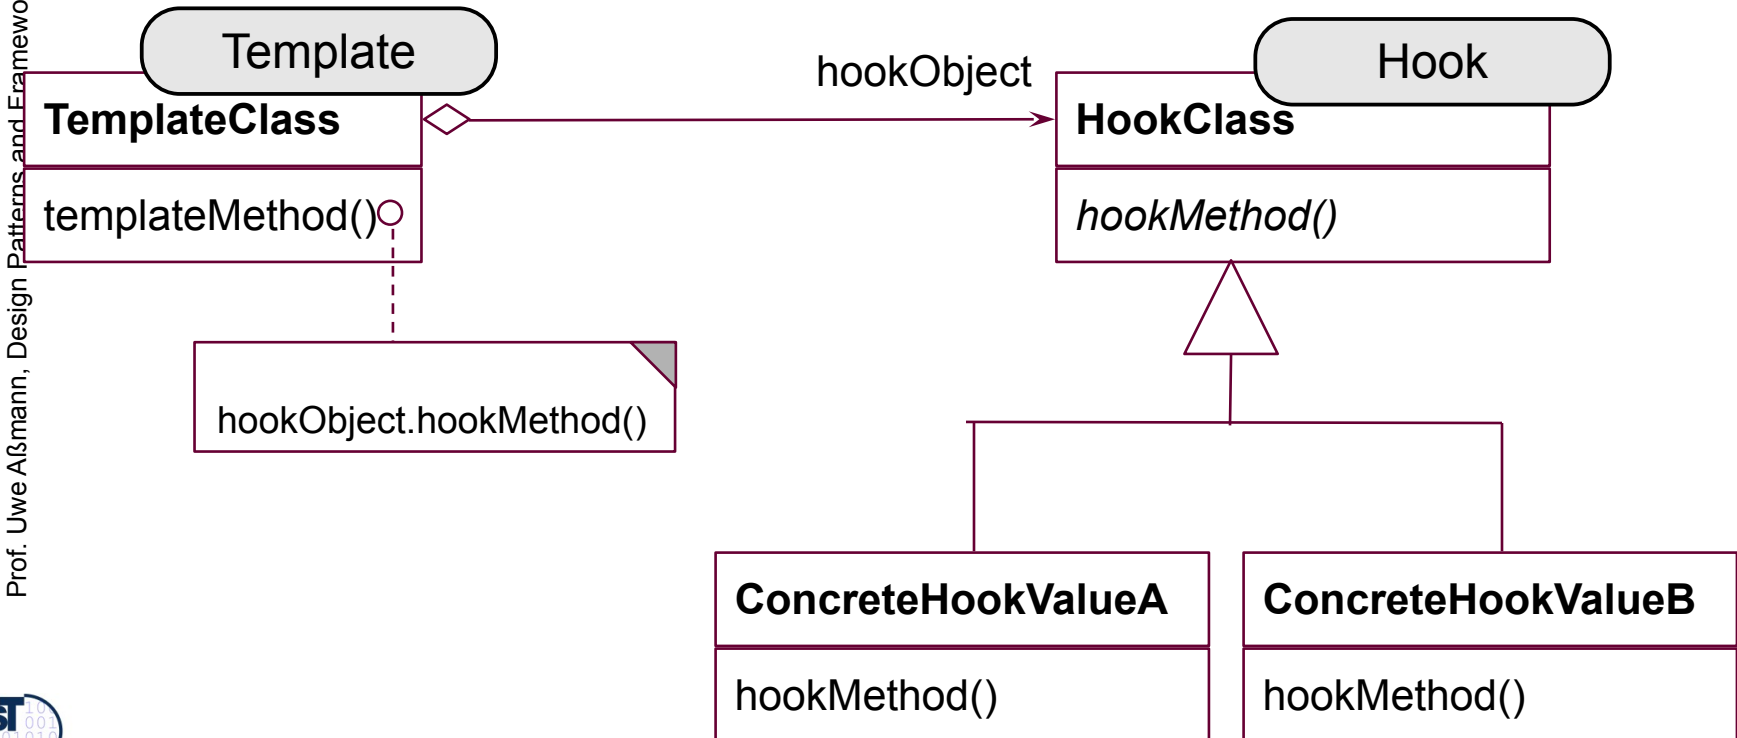 Template
Hook
hookObject
TemplateClass
HookClass
templateMethod()
hookMethod()
hookObject.hookMethod()
ConcreteHookValueA
ConcreteHookValueB
hookMethod()
hookMethod()
Prof. Uwe Aßmann, Design Patterns and Framewo